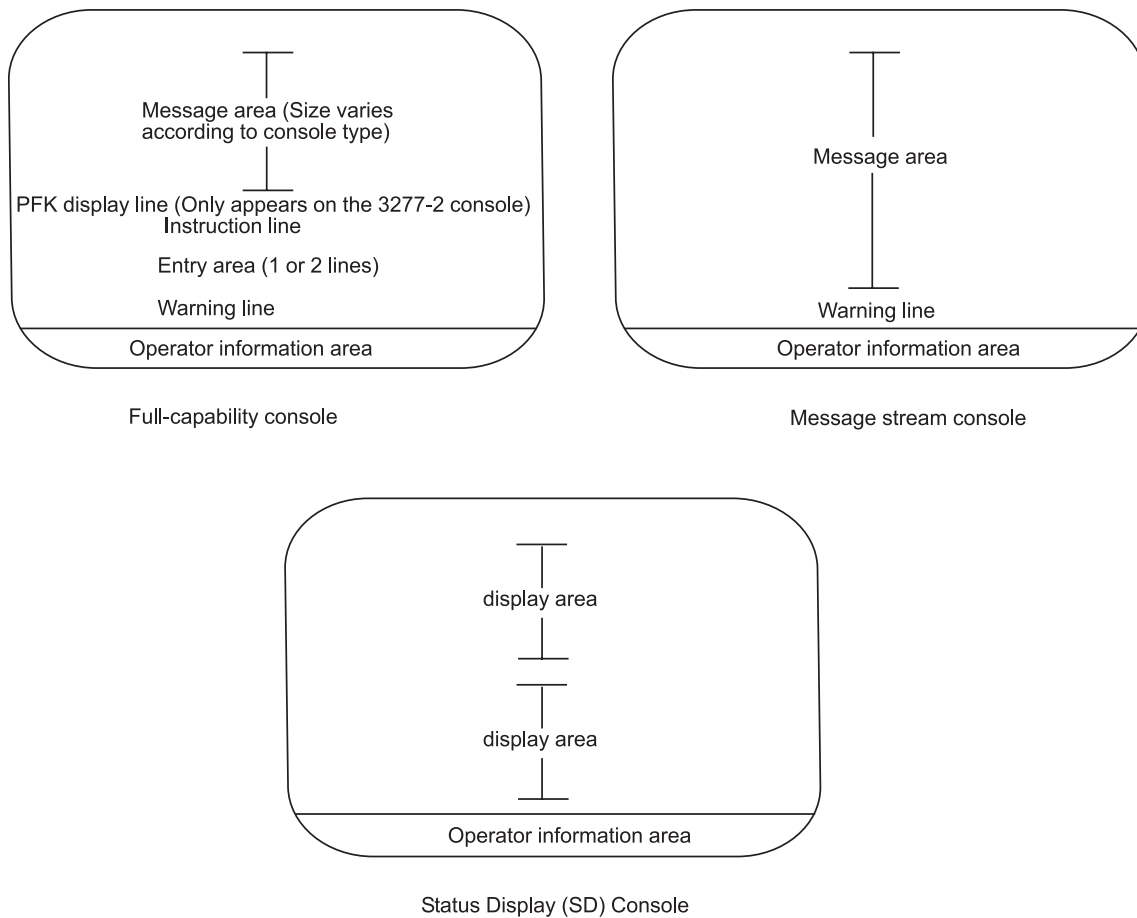 Message area (Size varies
according to console type)
PFK display line (Only appears on the 3277-2 console)
Instruction line
Entry area (1 or 2 lines)
Warning line
Operator information area
Full-capability console
Message area
Warning line
Operator information area
Message stream console
display area
display area
Operator information area
Status Display (SD) Console